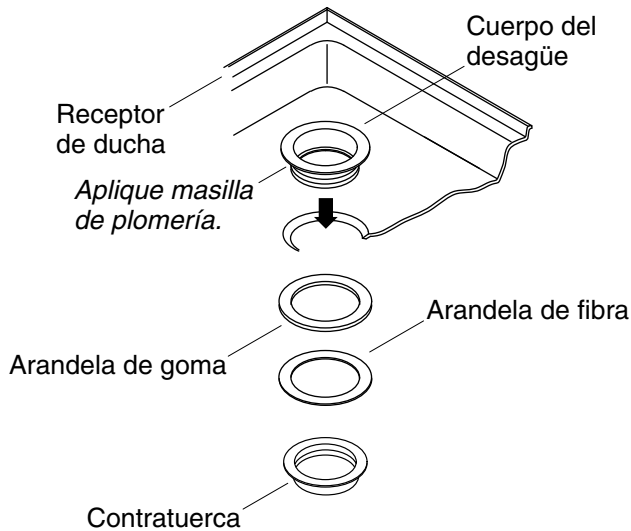 Cuerpo del
desagüe
Receptor
de ducha
Aplique masilla
de plomería.
Arandela de fibra
Arandela de goma
Contratuerca